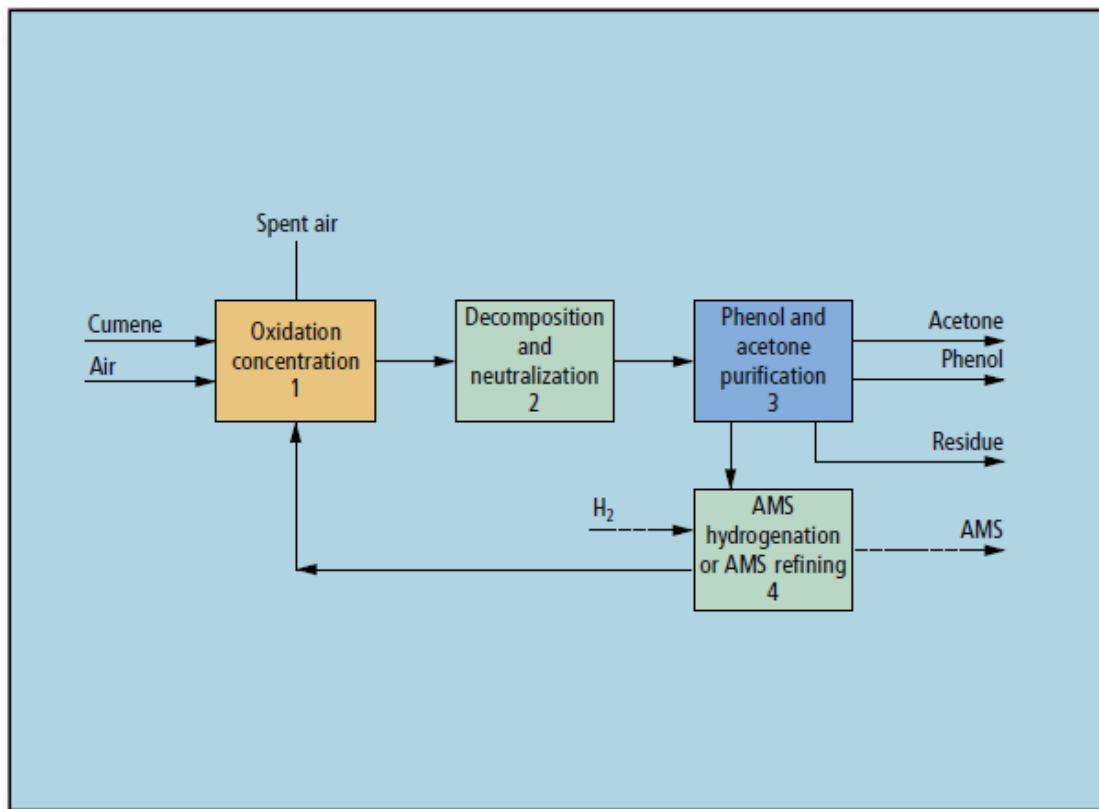 Spent air
Cumene
Air
Oxidation
concentration
1
Decomposition
and
neutralization
2
Phenol and
acetone
purification
3
Acetone
Phenol
Residue
H₂
AMS
hydrogenation
or AMS refining
4
AMS